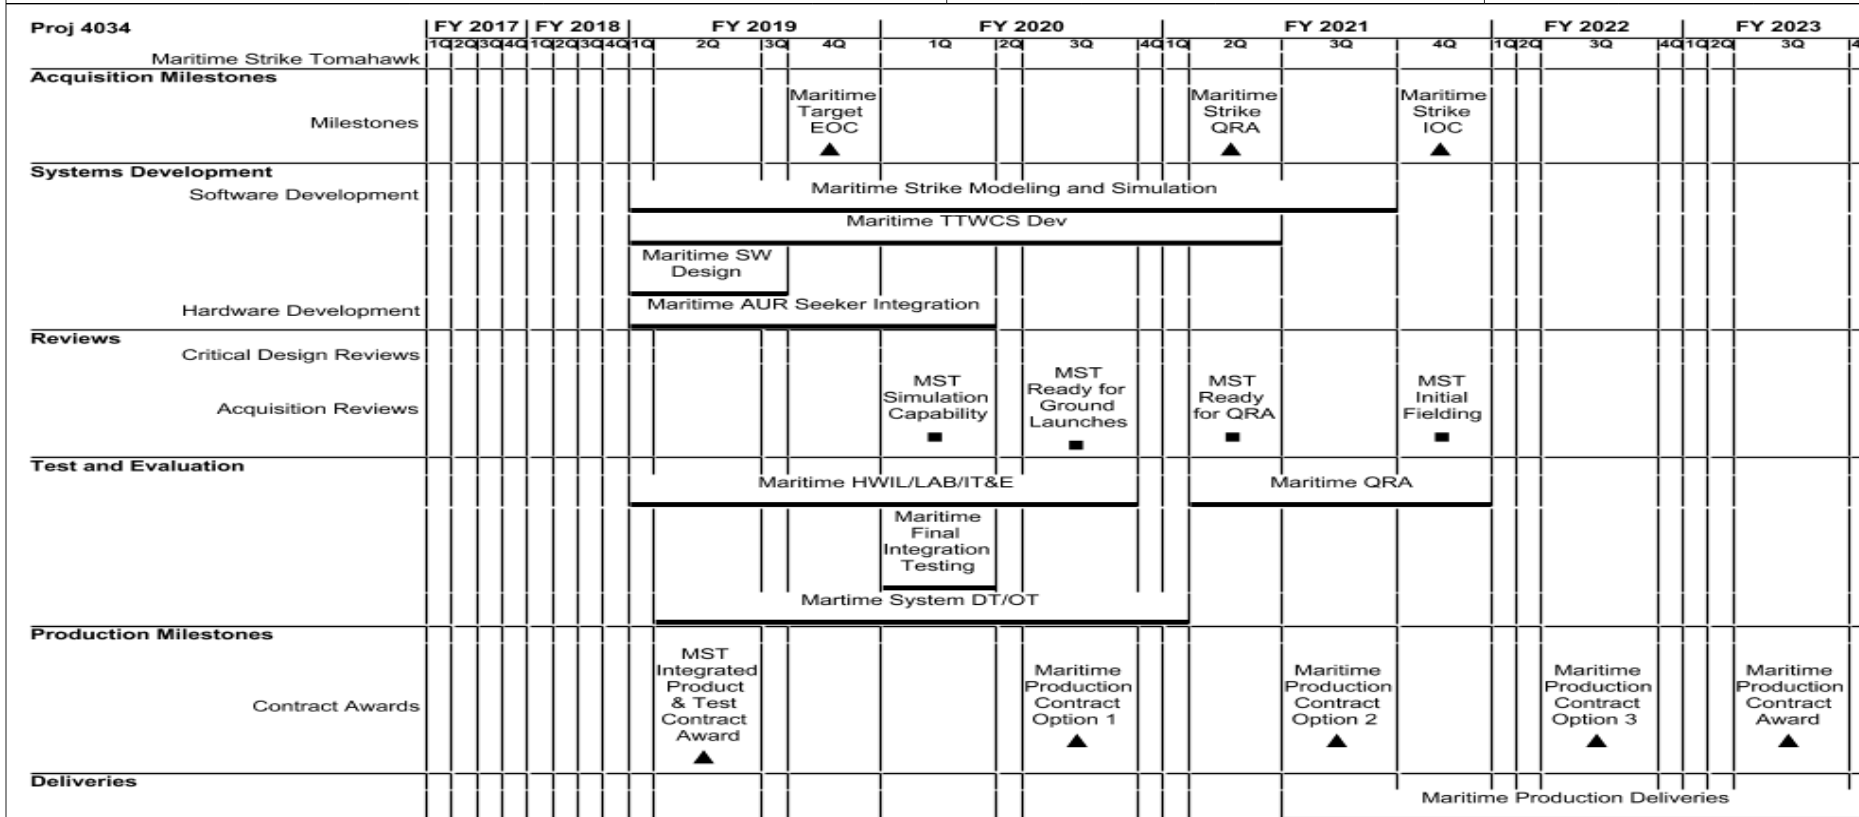 Proj 4034
FY 2017 FY 2018 FY 2019 FY 2020 FY 2021 FY 2022 FY 2023
1Q 2Q 3Q 4Q 1Q 2Q 3Q 4Q 1Q 2Q 3Q 4Q 1Q 2Q 3Q 4Q 1Q 2Q 3Q 4Q 1Q 2Q 3Q 4Q 1Q 2Q 3Q 4
Maritime Strike Tomahawk
Acquisition Milestones
Milestones
Maritime
Target
EOC
Maritime
Strike
QRA
Maritime
Strike
IOC
Systems Development
Software Development
Maritime Strike Modeling and Simulation
Maritime TTWCS Dev
Maritime SW
Design
Hardware Development
Maritime AUR Seeker Integration
Reviews
Critical Design Reviews
Acquisition Reviews
MST
Simulation
Capability
MST
Ready for
Ground
Launches
MST
Ready
for QRA
MST
Initial
Fielding
Test and Evaluation
Maritime HWIL/LAB/IT&E
Maritime QRA
Maritime
Final
Integration
Testing
Martime System DT/OT
Production Milestones
Contract Awards
MST
Integrated
Product
& Test
Contract
Award
Maritime
Production
Contract
Option 1
Maritime
Production
Contract
Option 2
Maritime
Production
Contract
Option 3
Maritime
Production
Contract
Award
Deliveries
Maritime Production Deliveries